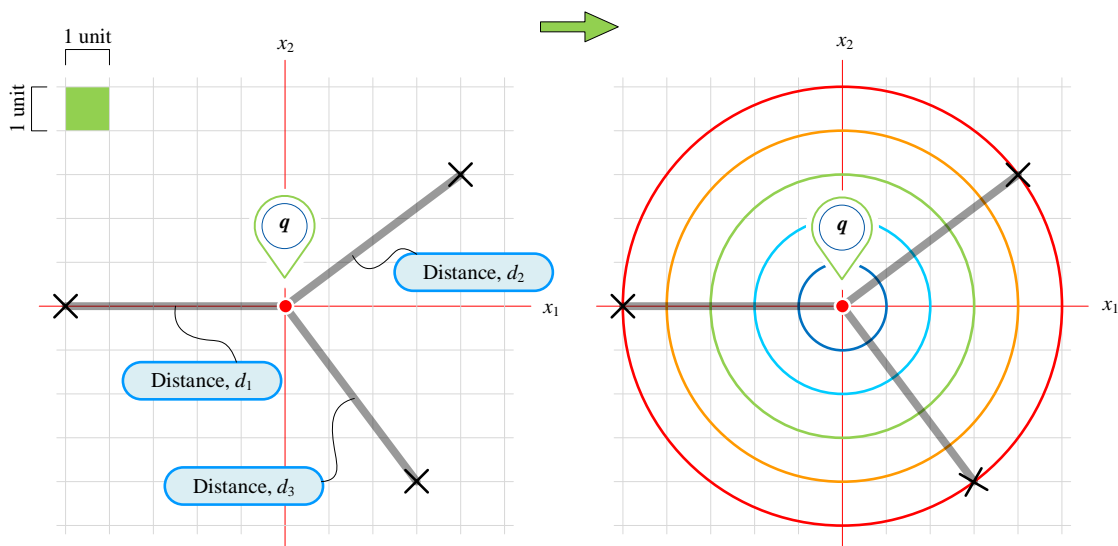 1 unit
1 unit
x₂
q
Distance, d₂
x₁
Distance, d₁
Distance, d₃
x₂
q
x₁